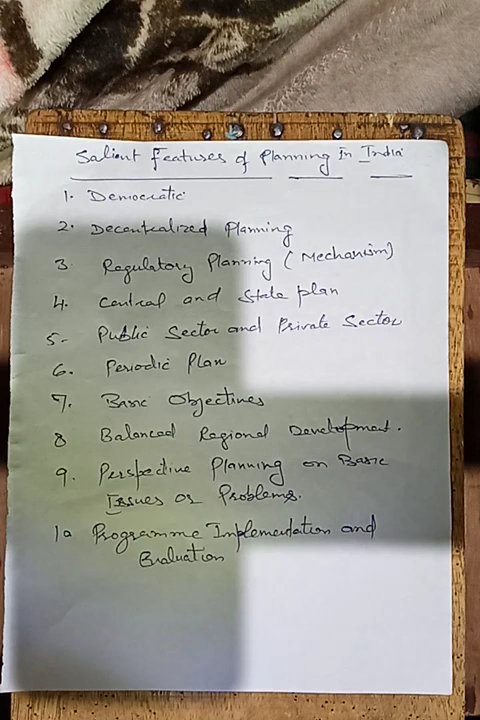 Salient Features of Planning In India
1. Democratic
2. Decentralized Planning
3 Regulatory Planning (Mechanism)
4. Central and State plan
5- Public Sector and Private Sector
6. Periodic Plan
7. Basic Objectives
8 Balanced Regional Development.
9. Perspective Planning on Basic
Issues or Problems.
10 Programme Implementation and
Evaluation